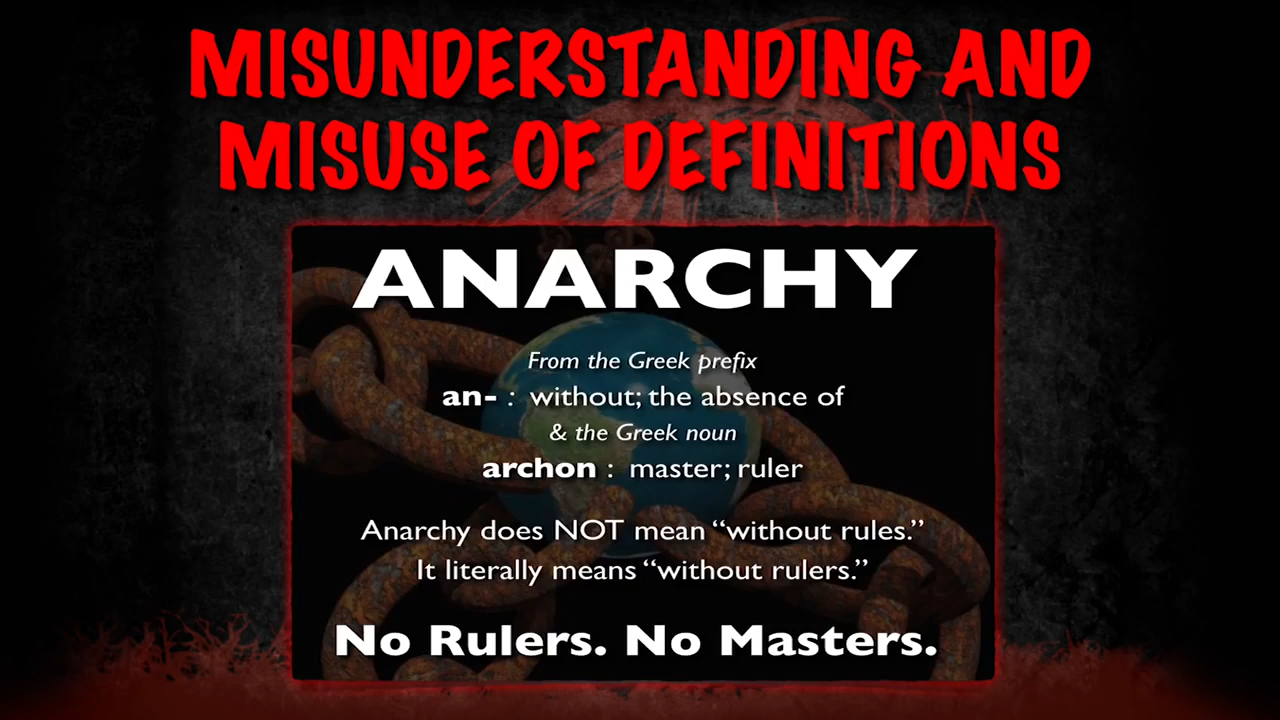 MISUNDERSTANDING AND
MISUSE OF DEFINITIONS
ANARCHY
From the Greek prefix
an- : without; the absence of
& the Greek noun
archon : master; ruler
Anarchy does NOT mean “without rules.”
It literally means “without rulers.”
No Rulers. No Masters.